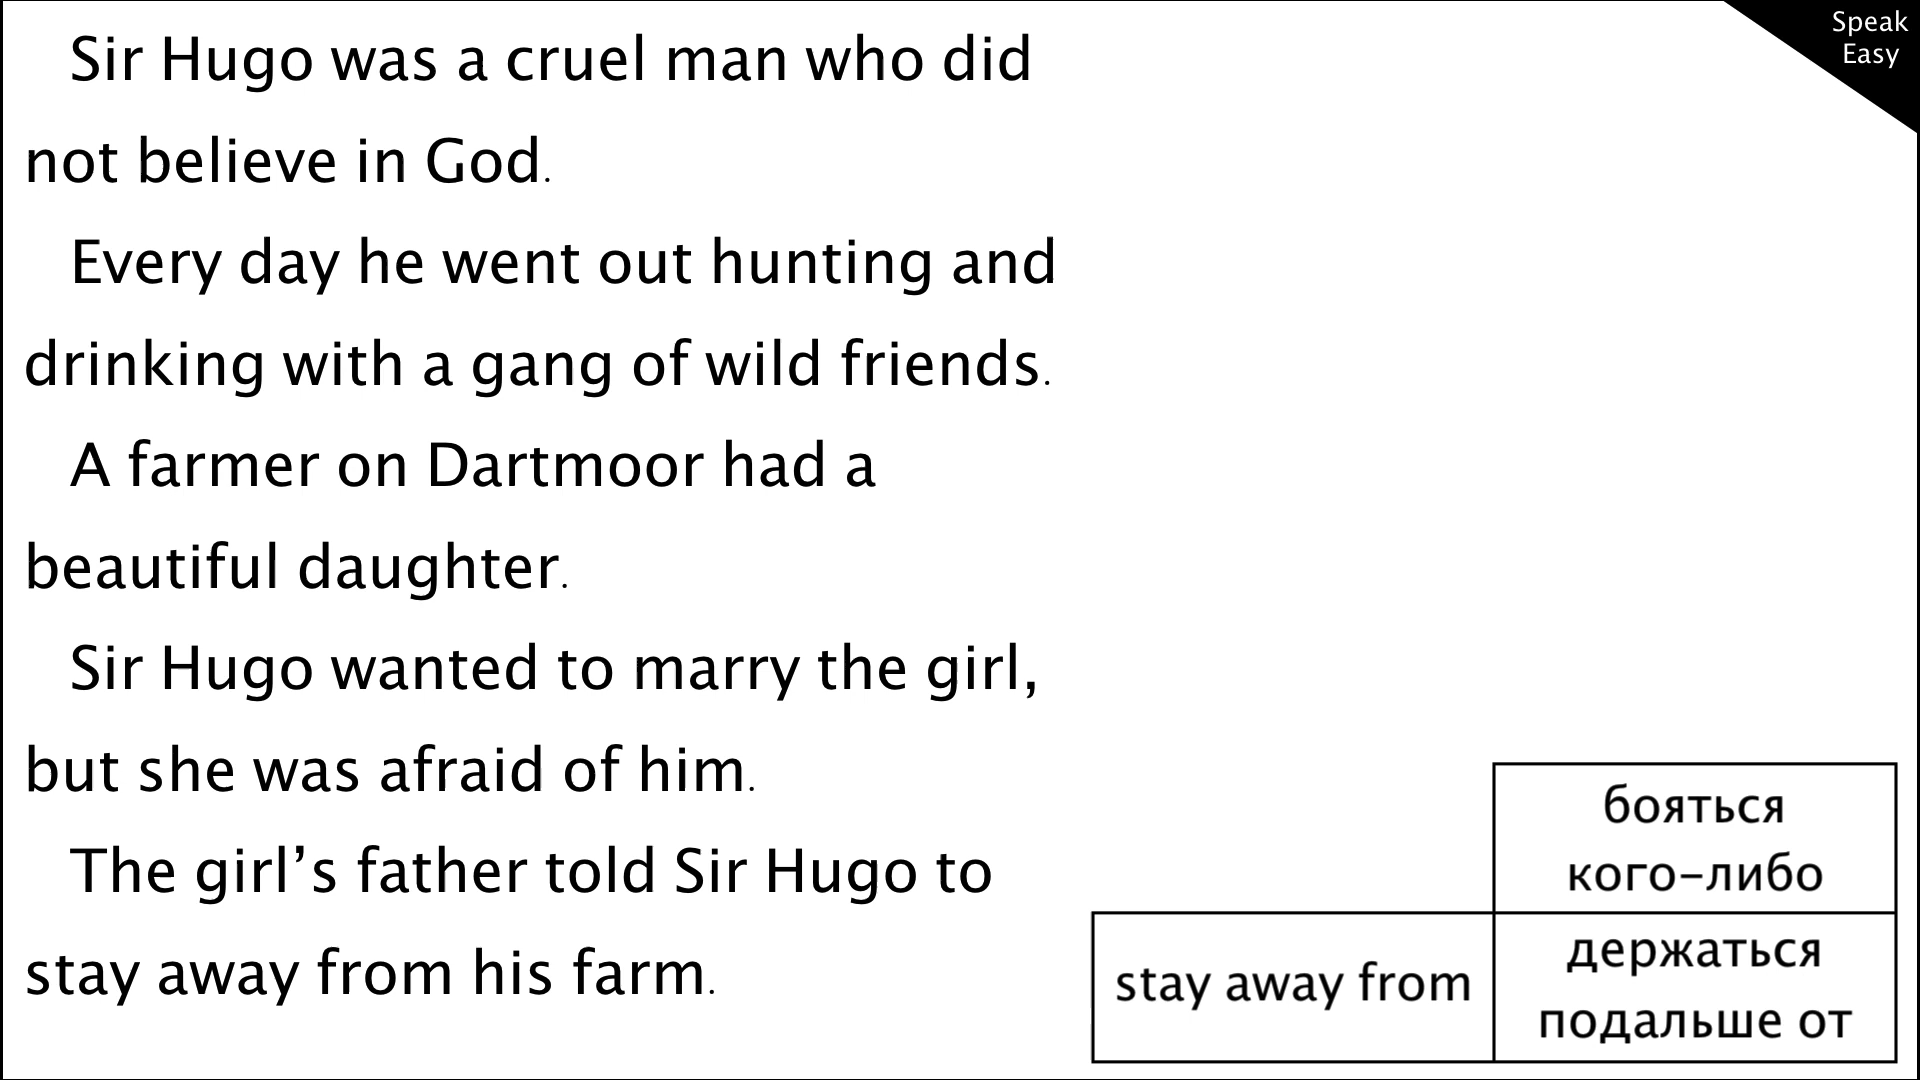 Sir Hugo was a cruel man who did
not believe in God.
Every day he went out hunting and
drinking with a gang of wild friends.
A farmer on Dartmoor had a
beautiful daughter.
Sir Hugo wanted to marry the girl,
but she was afraid of him.
The girl’s father told Sir Hugo to
stay away from his farm.
Speak
Easy
бояться
кого-либо
stay away from
держаться
подальше от